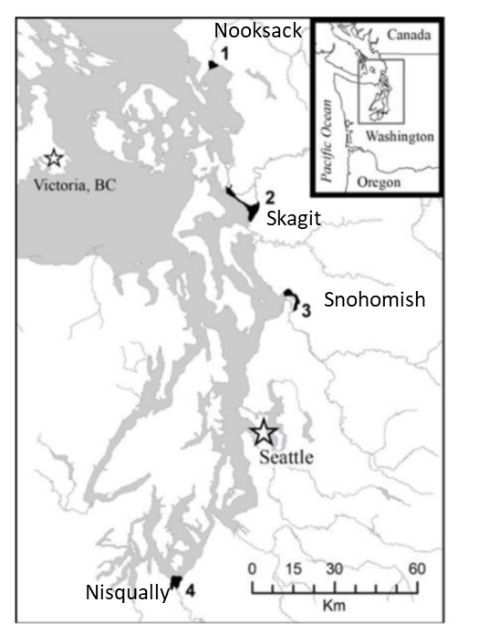 Nooksack
1
Canada
Pacific Ocean
Washington
Oregon
Victoria, BC
2
Skagit
Snohomish
3
Seattle
0 15 30 60
Km
Nisqually
4